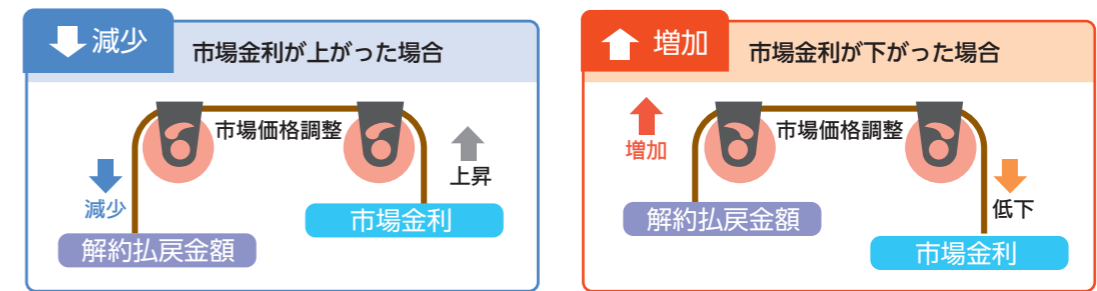 減少
市場金利が上がった場合
市場価格調整
上昇
減少
市場金利
解約払戻金額
増加
市場金利が下がった場合
市場価格調整
増加
低下
解約払戻金額
市場金利